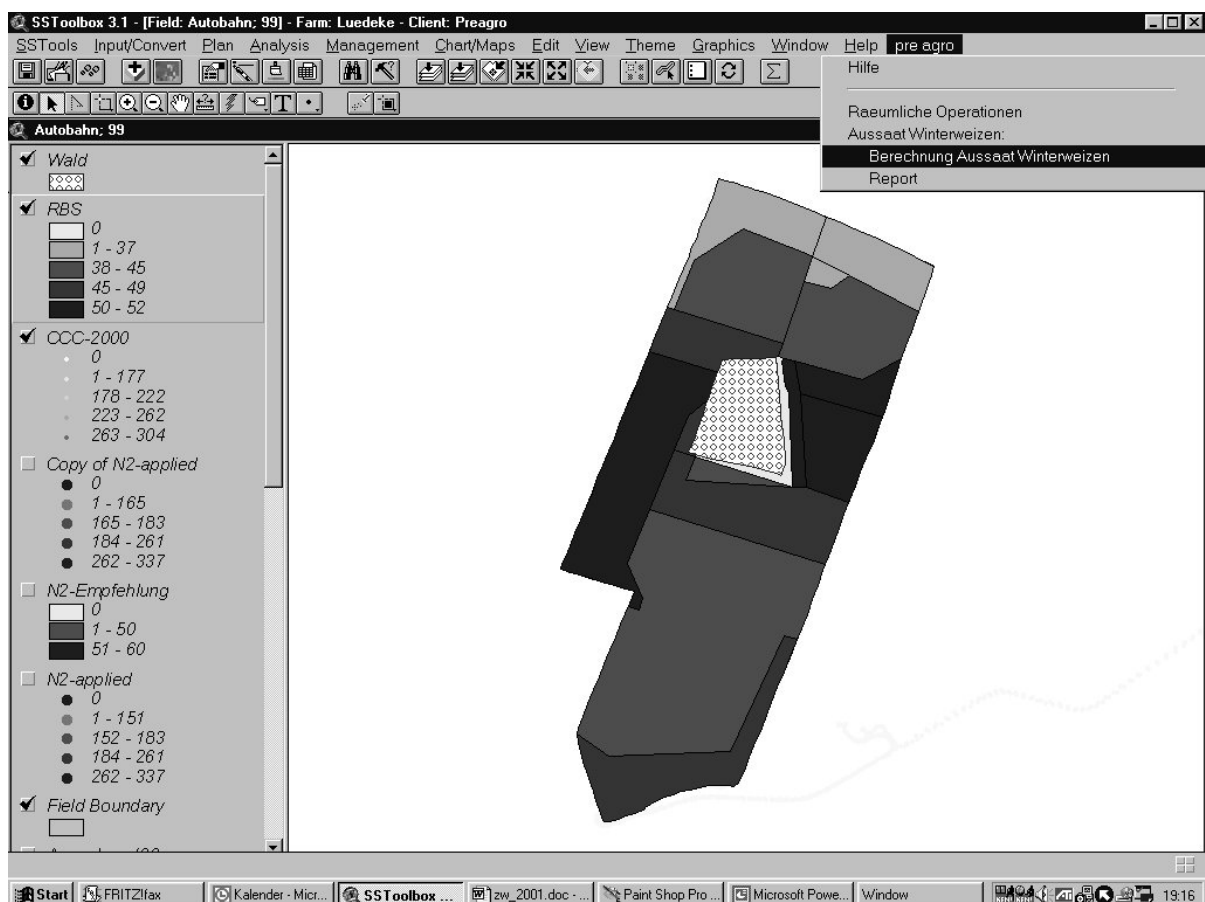 SSToolbox 3.1 - [Field: Autobahn; 99] - Farm: Luedeke - Client: Preagro
SSTools Input/Convert Plan Analysis Management Chart/Maps Edit View Theme Graphics Window Help pre agro
Hilfe
Raeumliche Operationen
Aussaat Winterweizen:
Berechnung Aussaat Winterweizen
Report
Autobahn; 99
Wald
RBS
0
1 - 37
38 - 45
45 - 49
50 - 52
CCC-2000
0
1 - 177
178 - 222
223 - 262
263 - 304
Copy of N2-applied
0
1 - 165
165 - 183
184 - 261
262 - 337
N2-Empfehlung
0
1 - 50
51 - 60
N2-applied
0
1 - 151
152 - 183
184 - 261
262 - 337
Field Boundary
Start FRITZ!fax Kalender - Micr... SSToolbox ... zw_2001.doc - ... Paint Shop Pro ... Microsoft Powe... Window 19:16